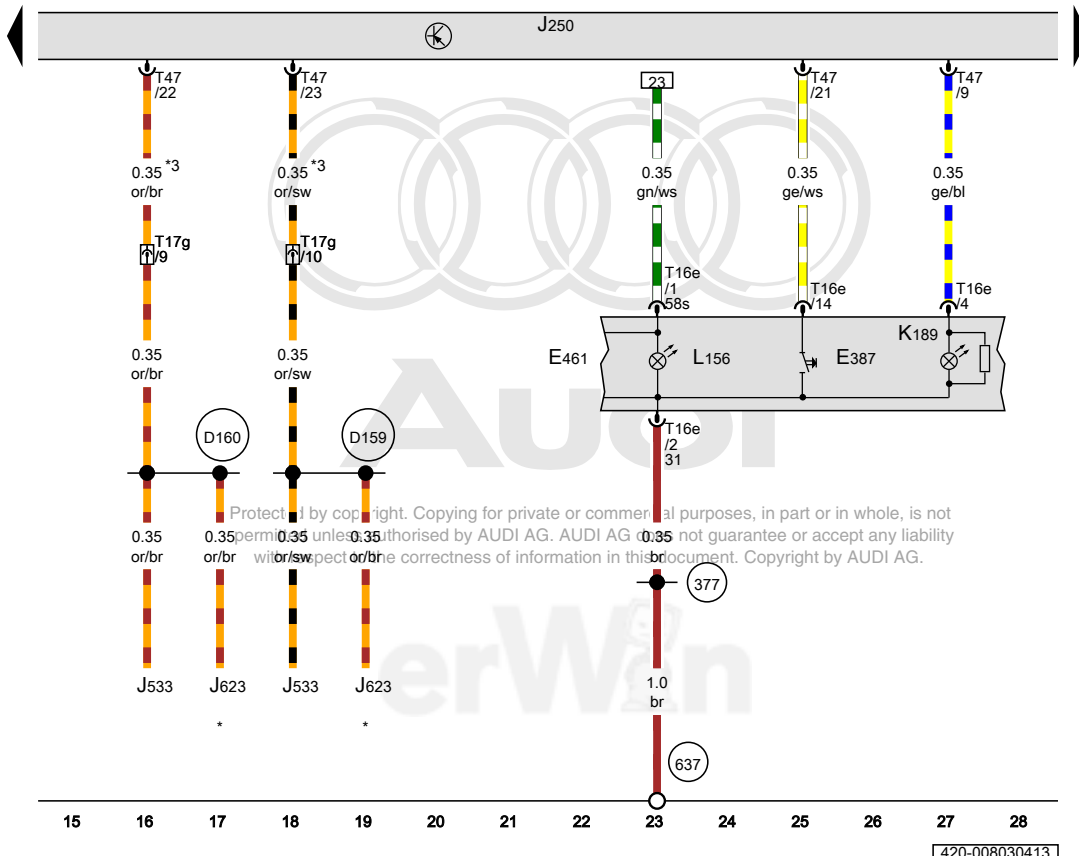 J250
T47
/22
T47
/23
23
T47
/21
T47
/9
0.35 *3
or/br
0.35 *3
or/sw
0.35
gn/ws
0.35
ge/ws
0.35
ge/bl
T17g
/9
T17g
/10
T16e
/1
58s
T16e
/14
T16e
/4
K189
E461
L156
E387
0.35
or/br
0.35
or/sw
Audi
D160
D159
T16e
/2
31
Protected by copyright. Copying for private or commercial purposes, in part or in whole, is not
permitted unless authorised by AUDI AG. AUDI AG does not guarantee or accept any liability
with respect to the correctness of information in this document. Copyright by AUDI AG.
0.35
or/br
0.35
or/br
0.35
or/sw
0.35
or/br
0.35
br
377
erWin
J533
J623
J533
J623
*
*
1.0
br
637
15 16 17 18 19 20 21 22 23 24 25 26 27 28
420-008030413